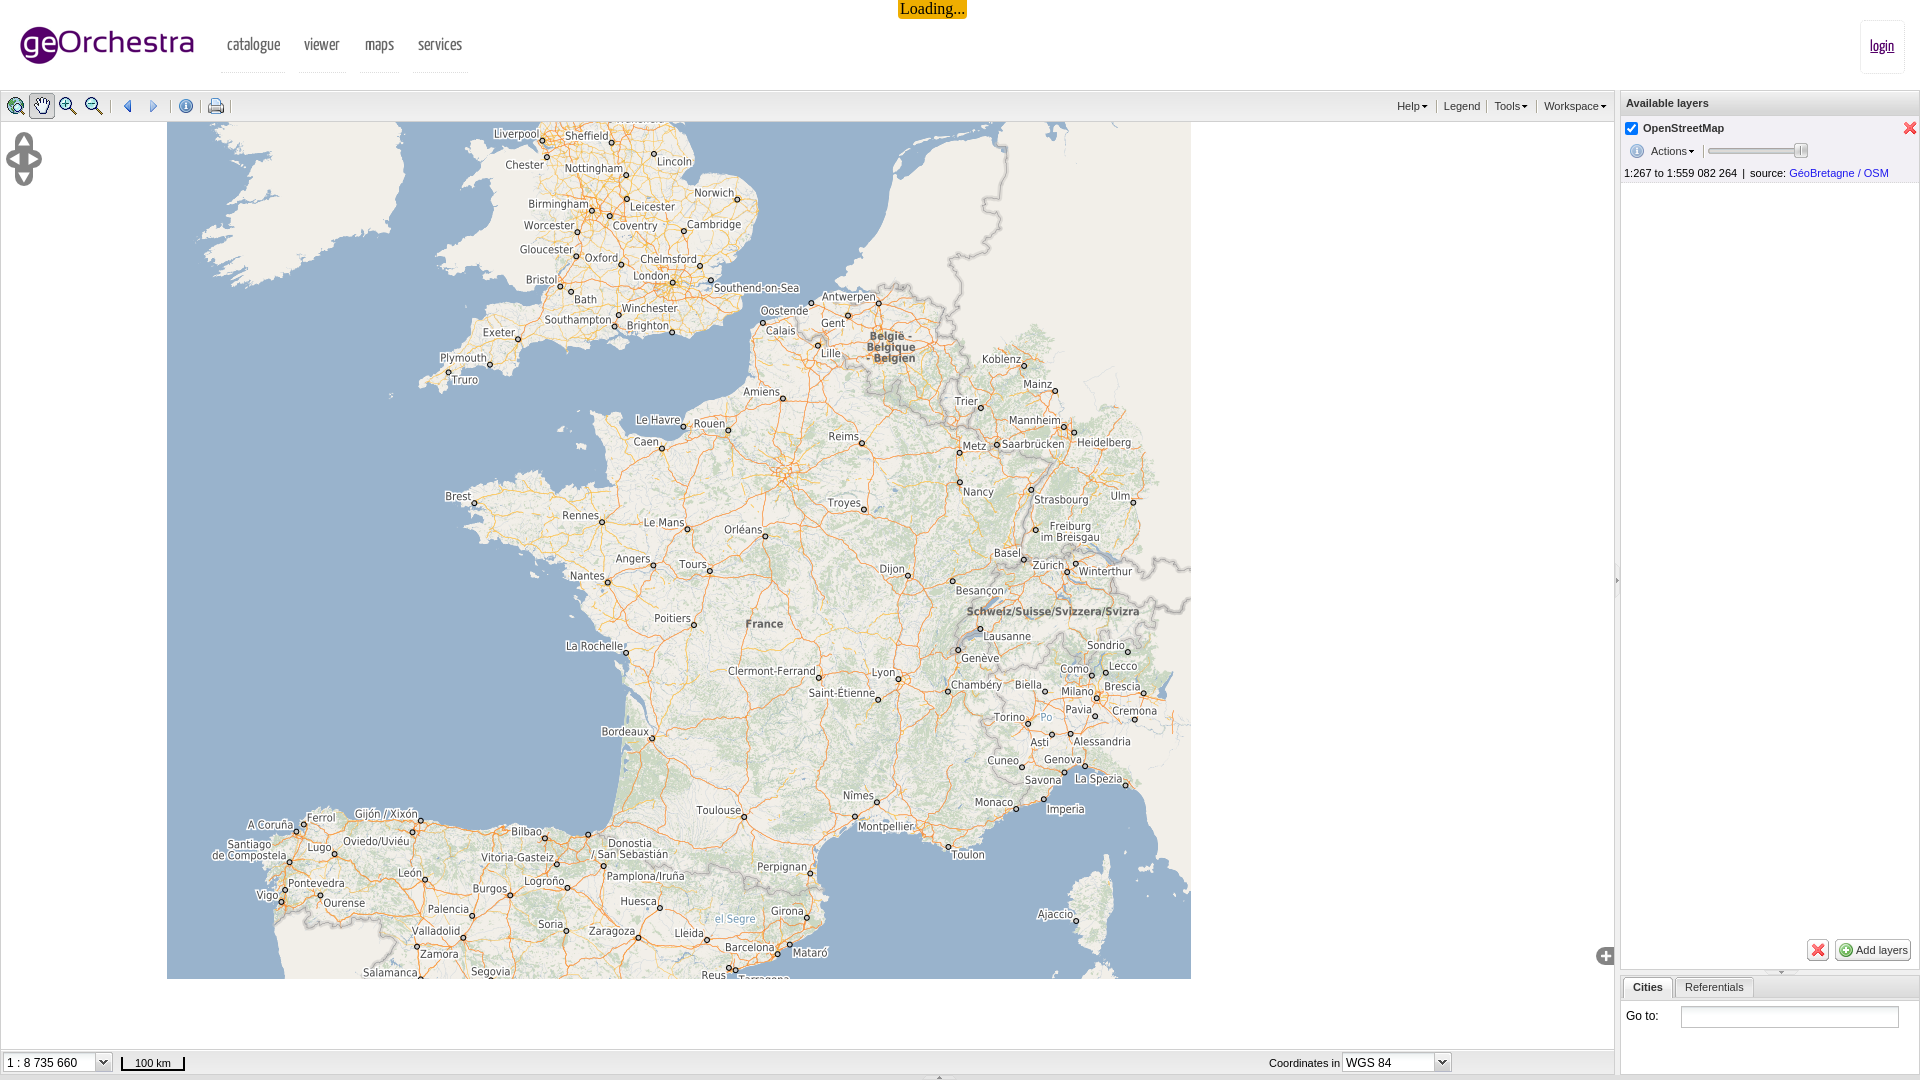 Loading...
geOrchestra
catalogue
viewer
maps
services
login
Help
Legend
Tools
Workspace
Available layers
OpenStreetMap
Actions
1:267 to 1:559 082 264 | source: GéoBretagne / OSM
Liverpool
Sheffield
Chester
Lincoln
Nottingham
Norwich
Birmingham
Leicester
Worcester
Coventry
Cambridge
Gloucester
Oxford
Chelmsford
London
Bristol
Bath
Southend-on-Sea
Antwerpen
Winchester
Oostende
Southampton
Brighton
Gent
Calais
Exeter
België -
Belgique
- Belgien
Lille
Plymouth
Truro
Koblenz
Mainz
Amiens
Trier
Le Havre
Rouen
Mannheim
Reims
Caen
Metz
Saarbrücken
Heidelberg
Brest
Nancy
Strasbourg
Ulm
Troyes
Rennes
Le Mans
Orléans
Freiburg
im Breisgau
Basel
Angers
Tours
Zürich
Winterthur
Dijon
Nantes
Besançon
Schweiz/Suisse/Svizzera/Svizra
Poitiers
France
Lausanne
La Rochelle
Sondrio
Genève
Clermont-Ferrand
Lyon
Como
Lecco
Chambéry
Biella
Milano
Brescia
Saint-Étienne
Pavia
Cremona
Torino
Po
Bordeaux
Asti
Alessandria
Cuneo
Genova
Savona
La Spezia
Nîmes
Monaco
Imperia
Toulouse
Montpellier
A Coruña
Ferrol
Gijón / Xixón
Bilbao
Santiago
de Compostela
Lugo
Oviedo/Uviéu
Donostia
/ San Sebastián
Vitoria-Gasteiz
Toulon
Perpignan
León
Logroño
Pamplona/Iruña
Pontevedra
Vigo
Ourense
Burgos
Huesca
Palencia
el Segre
Girona
Ajaccio
Soria
Valladolid
Zaragoza
Lleida
Barcelona
Mataró
Zamora
Salamanca
Segovia
Reus
Tarragona
Add layers
Cities
Referentials
Go to:
1 : 8 735 660
100 km
Coordinates in
WGS 84